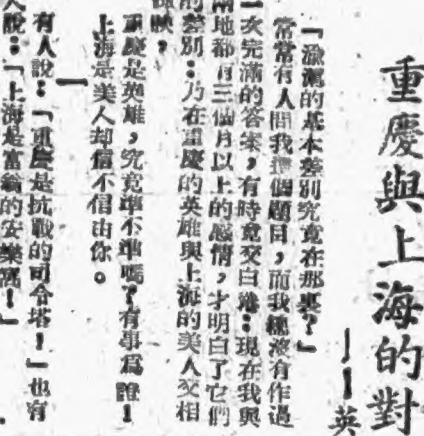 重慶與上海的對
——英
「渝滬的基本差別究竟在那裏？」
常常有人問我這個題目，而我總沒有作過
一次完滿的答案，有時竟交白卷：現在我與
兩地都有三個月以上的感情，才明白了它們
的差別：乃在重慶的英雄與上海的美人交相
輝映，
重慶是英雄，究竟準不準嗎？有事為證！
上海是美人却信不信由你。
有人說：「重慶是抗戰的司令塔！」也有
人說：「上海是富翁的安樂窩！」